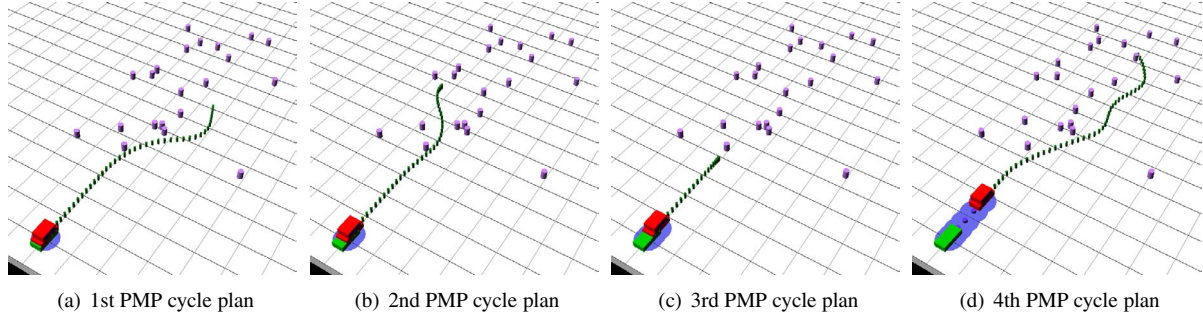 (a) 1st PMP cycle plan
(b) 2nd PMP cycle plan
(c) 3rd PMP cycle plan
(d) 4th PMP cycle plan